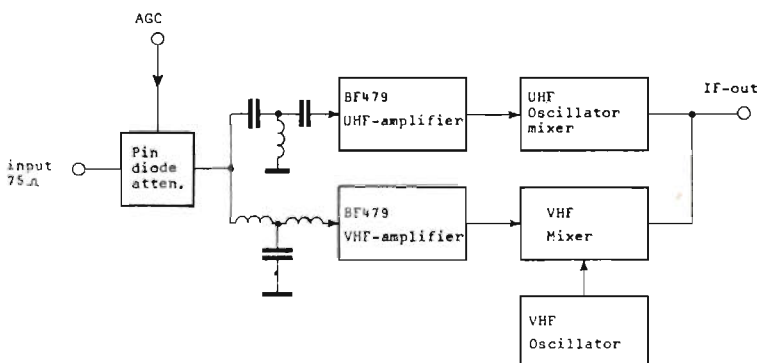 AGC
input
75Ω
Pin
diode
atten.
BF479
UHF-amplifier
UHF
Oscillator
mixer
IF-out
BF479
VHF-amplifier
VHF
Mixer
VHF
Oscillator